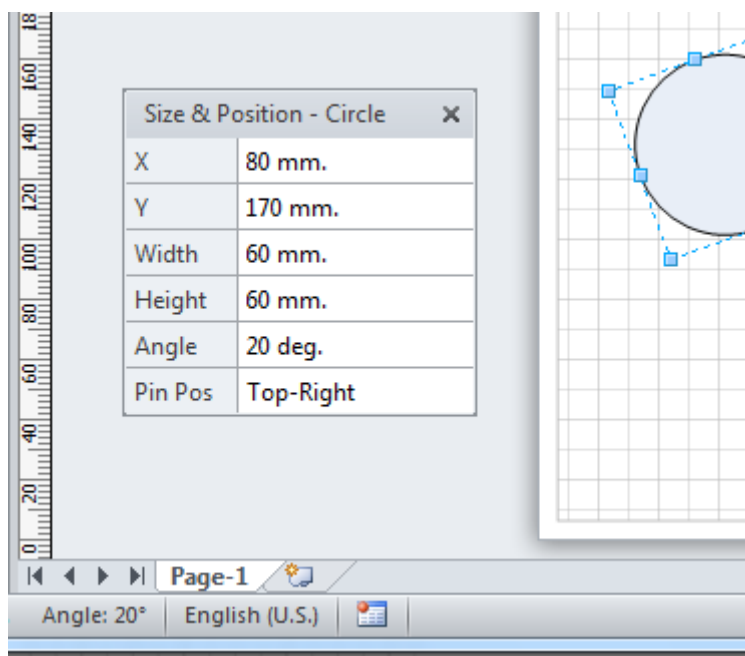 18
160
140
120
100
80
60
40
20
0
Size & Position - Circle
X 80 mm.
Y 170 mm.
Width 60 mm.
Height 60 mm.
Angle 20 deg.
Pin Pos Top-Right
Page-1
Angle: 20° English (U.S.)